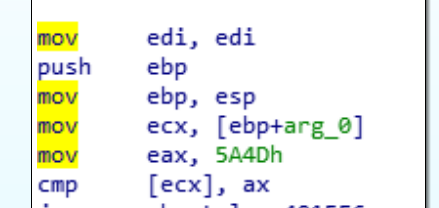 mov edi, edi
push ebp
mov ebp, esp
mov ecx, [ebp+arg_0]
mov eax, 5A4Dh
cmp [ecx], ax